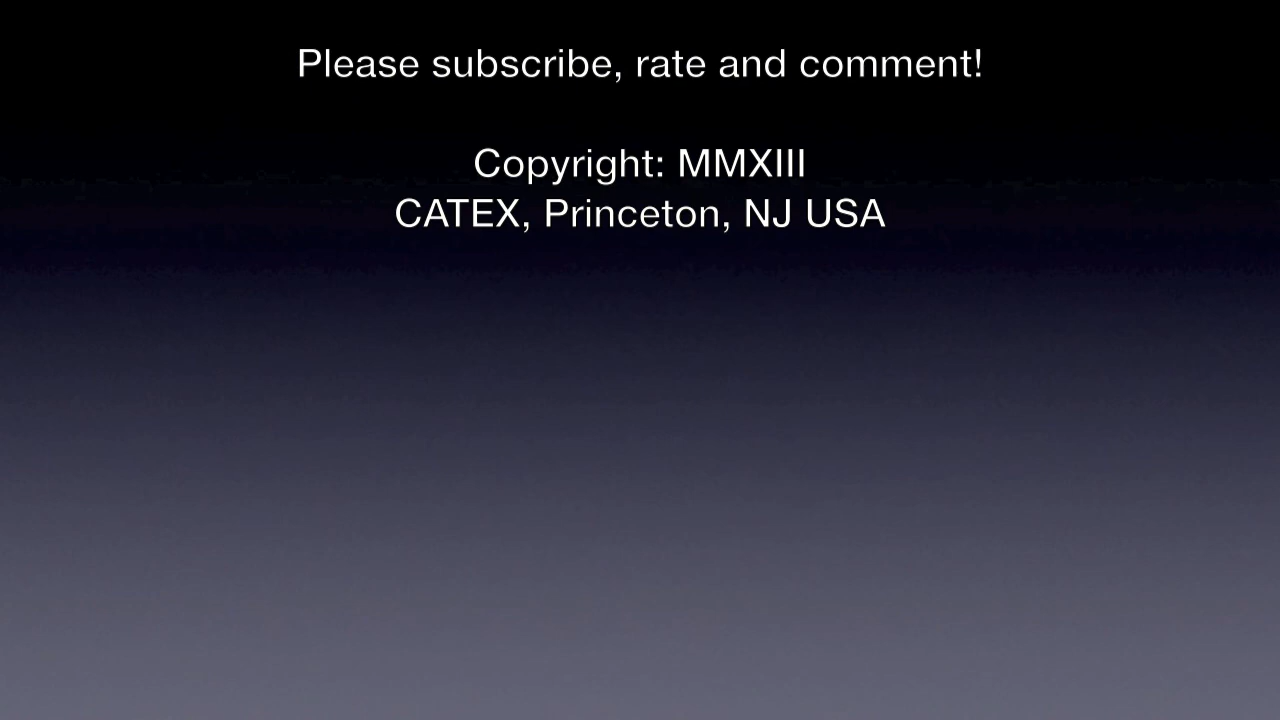 Please subscribe, rate and comment!
Copyright: MMXIII
CATEX, Princeton, NJ USA